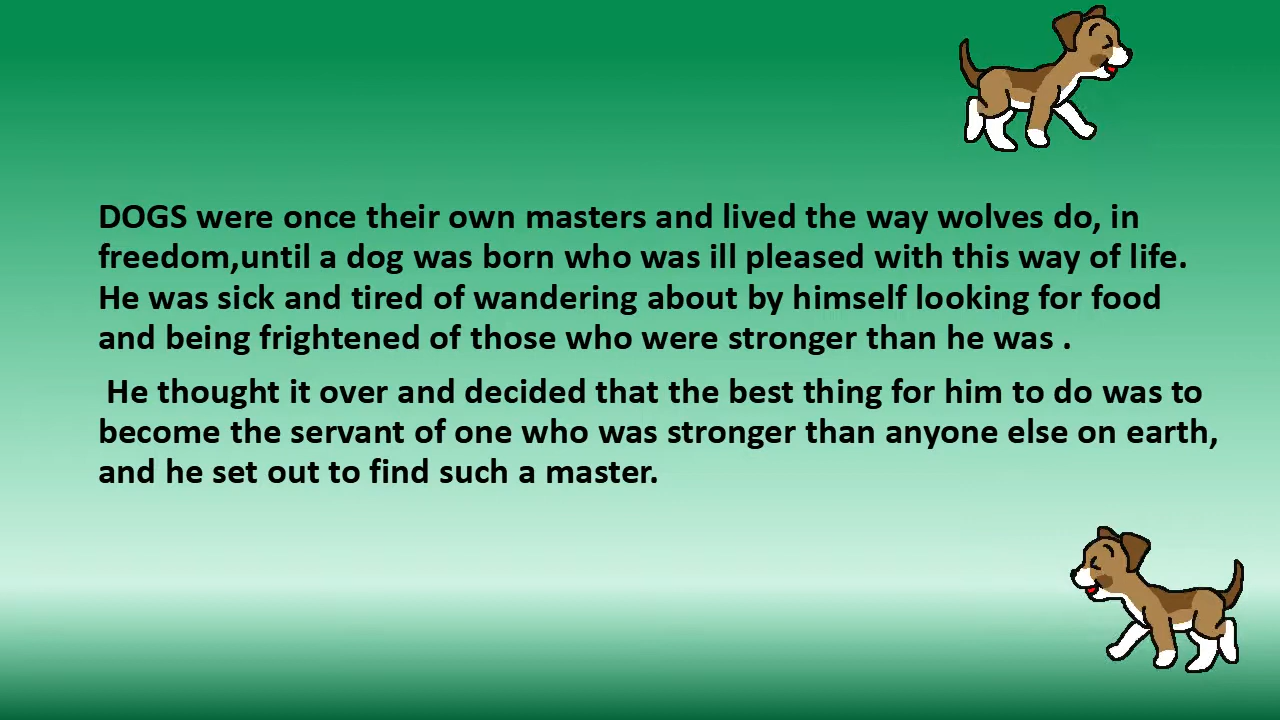 DOGS were once their own masters and lived the way wolves do, in
freedom,until a dog was born who was ill pleased with this way of life.
He was sick and tired of wandering about by himself looking for food
and being frightened of those who were stronger than he was .
He thought it over and decided that the best thing for him to do was to
become the servant of one who was stronger than anyone else on earth,
and he set out to find such a master.